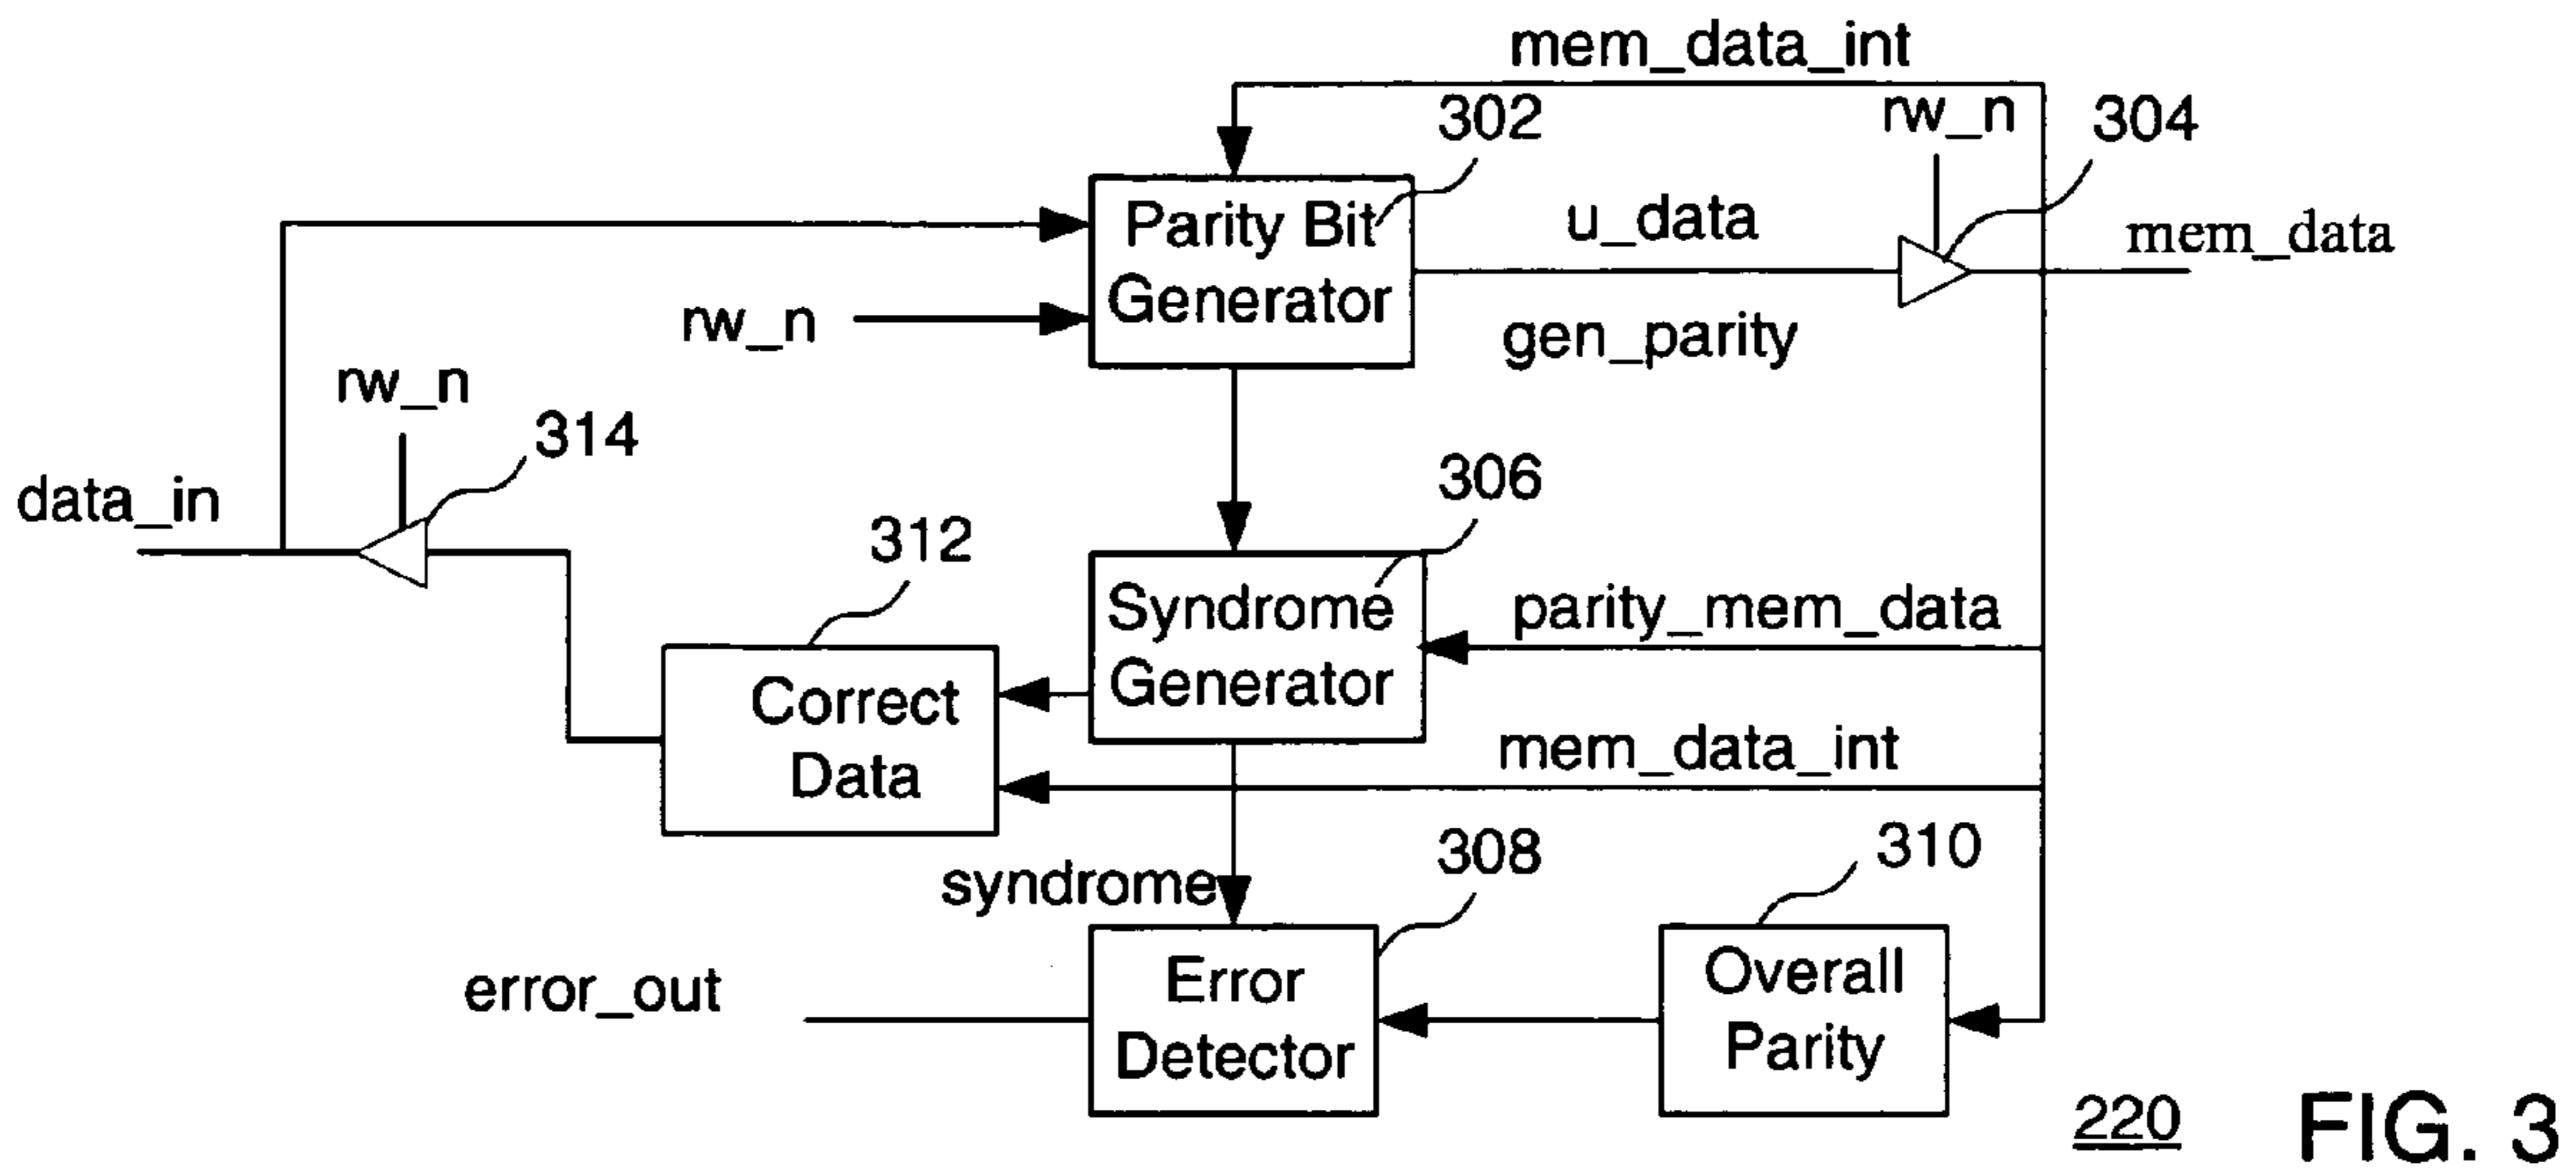 mem_data_int
302
rw_n
304
Parity Bit
Generator
u_data
mem_data
rw_n
gen_parity
rw_n
314
data_in
306
312
Syndrome
Generator
parity_mem_data
Correct
Data
mem_data_int
308
310
syndrome
error_out
Error
Detector
Overall
Parity
220
FIG. 3